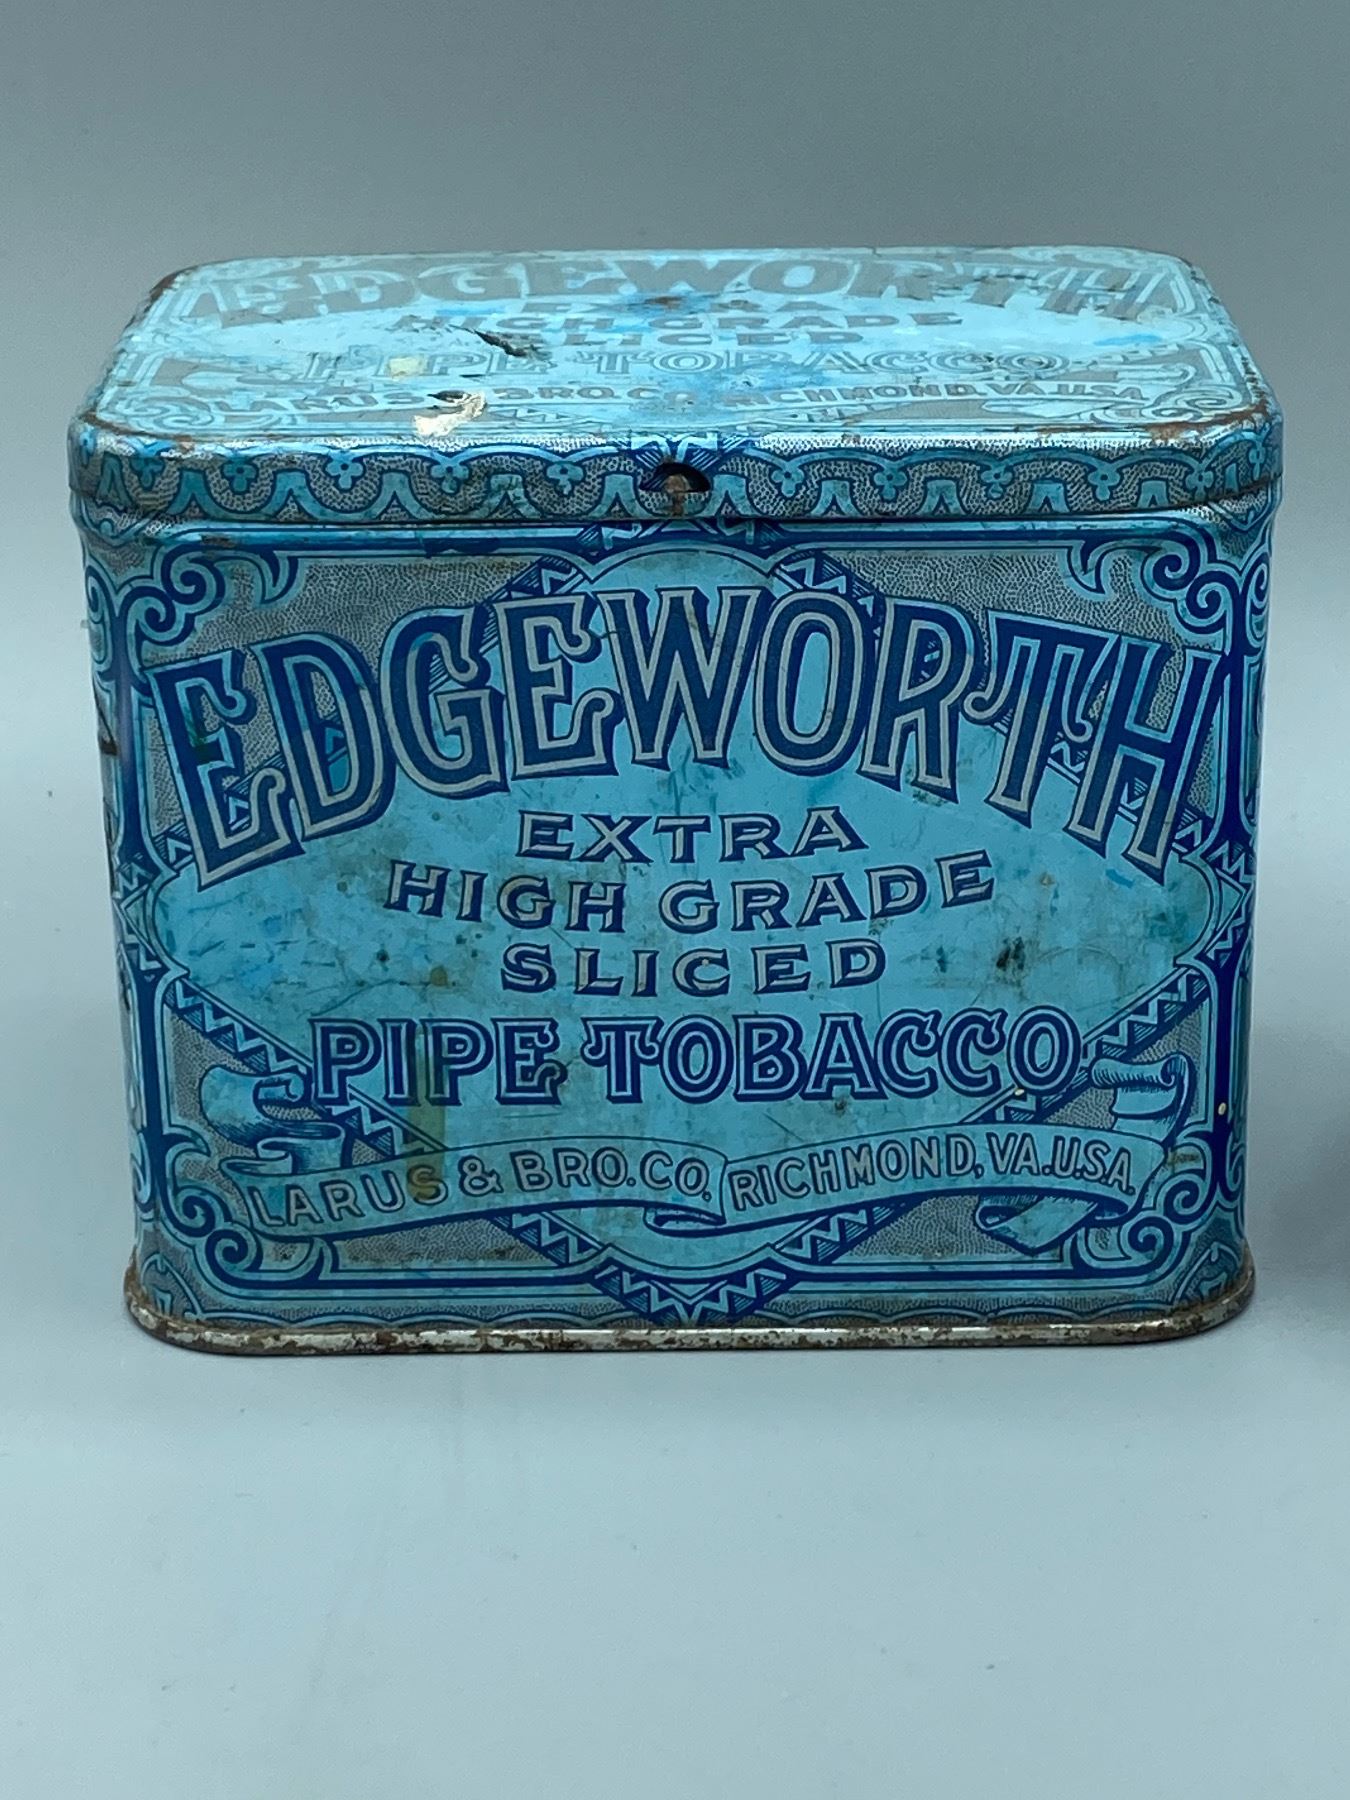 EDGEWORTH
EXTRA
HIGH GRADE
SLICED
PIPE TOBACCO
LARUS & BRO. CO. RICHMOND, VA. U.S.A.
EDGEWORTH
EXTRA
HIGH GRADE
SLICED
PIPE TOBACCO
LARUS & BRO. CO. RICHMOND, VA. U.S.A.